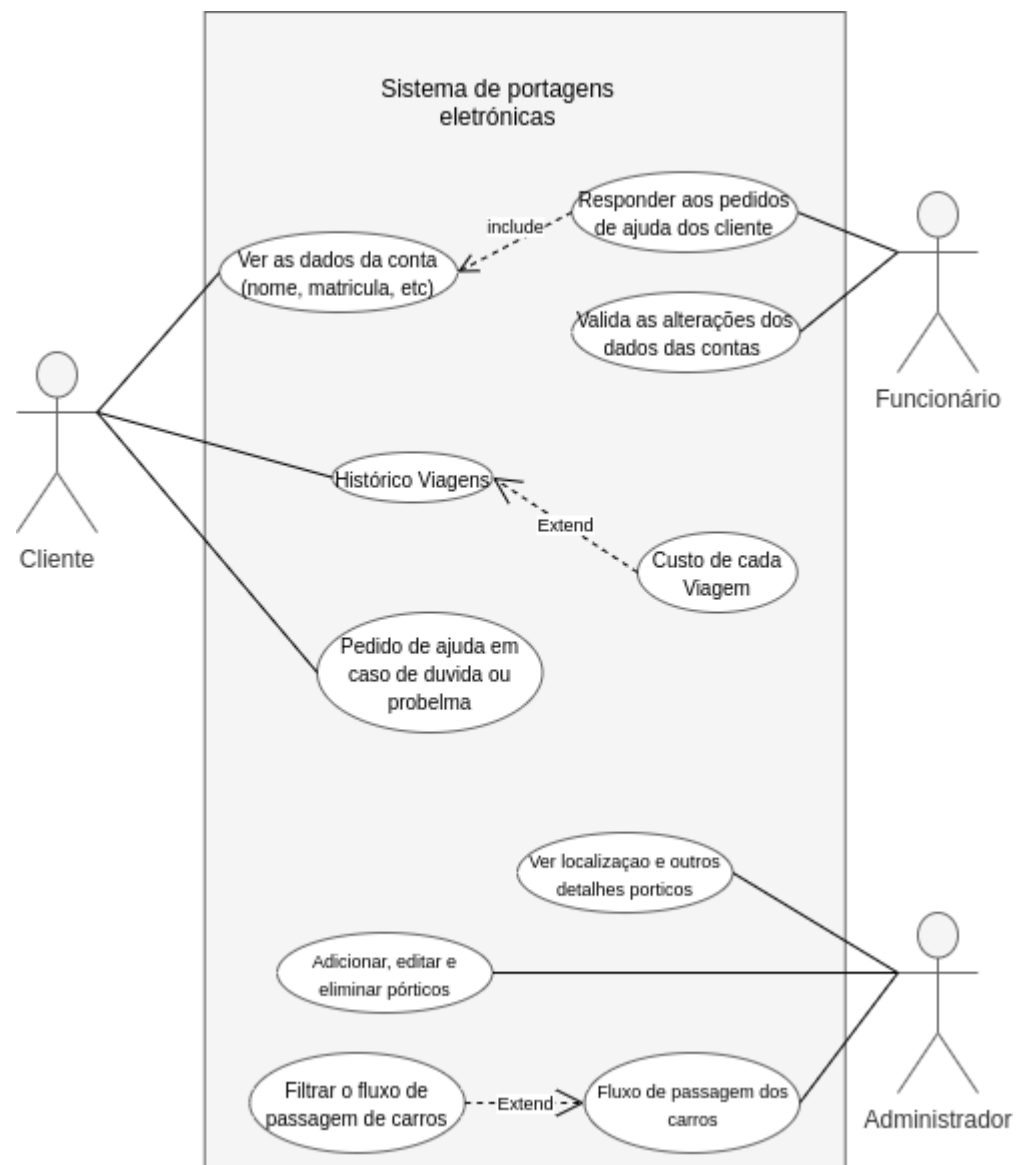 Sistema de portagens
eletrónicas
Responder aos pedidos
de ajuda dos cliente
include
Ver as dados da conta
(nome, matricula, etc)
Valida as alterações dos
dados das contas
Funcionário
Histórico Viagens
Extend
Cliente
Custo de cada
Viagem
Pedido de ajuda em
caso de duvida ou
probelma
Ver localizaçao e outros
detalhes porticos
Adicionar, editar e
eliminar pórticos
Filtrar o fluxo de
passagem de carros
Extend
Fluxo de passagem dos
carros
Administrador